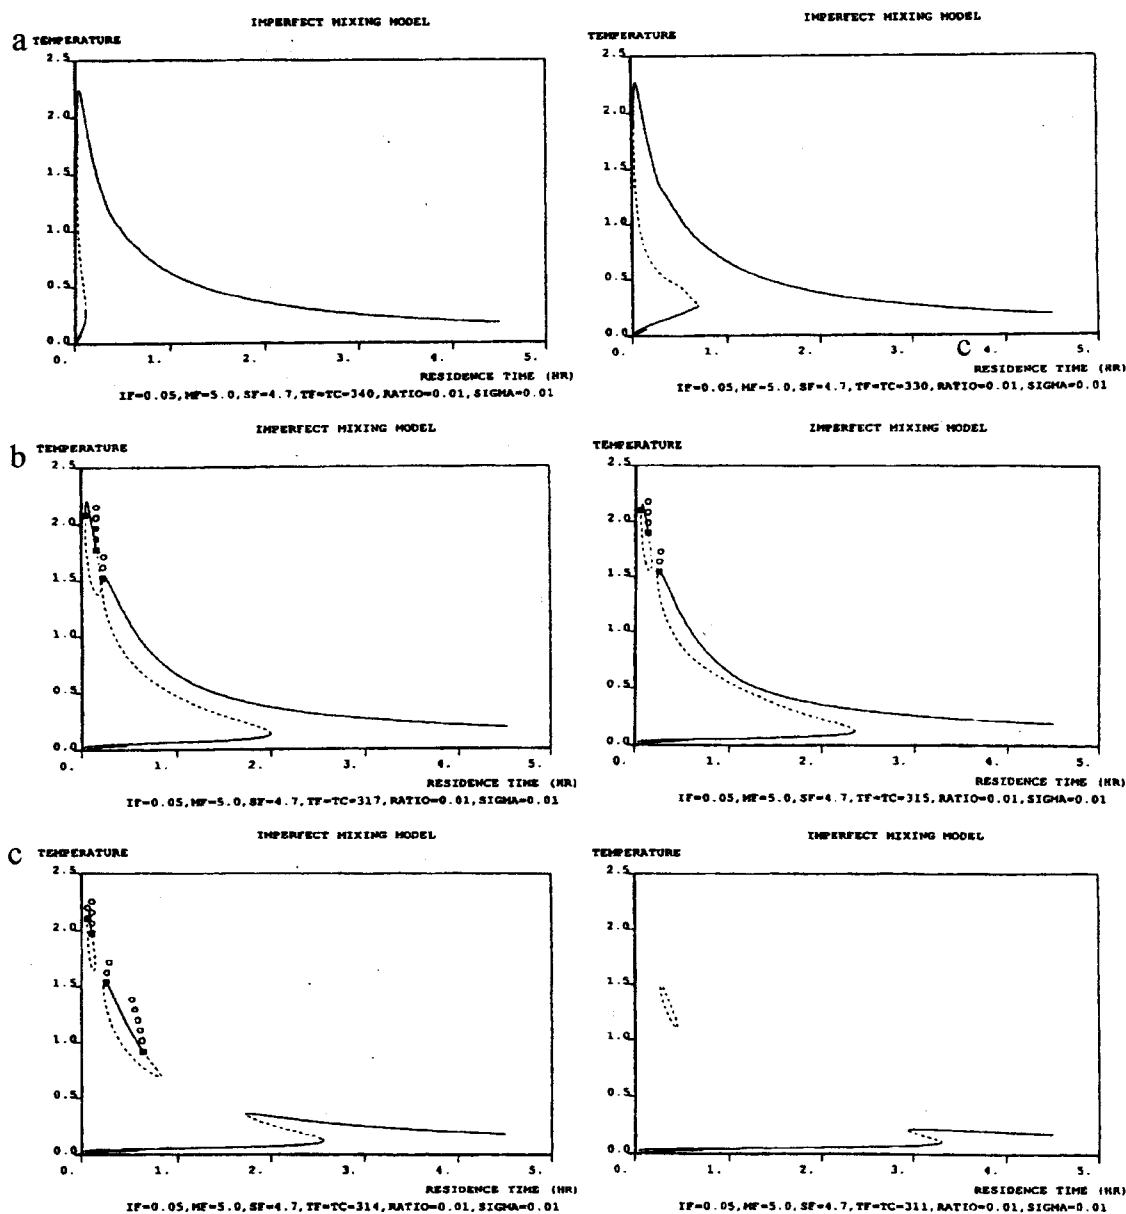 a
IMPERFECT MIXING MODEL
TEMPERATURE
2.5
2.0
1.5
1.0
0.5
0.0
0. 1. 2. 3. 4. 5.
RESIDENCE TIME (HR)
IF=0.05,MF=5.0,SF=4.7,TF=TC=340,RATIO=0.01,SIGMA=0.01
IMPERFECT MIXING MODEL
TEMPERATURE
2.5
2.0
1.5
1.0
0.5
0.0
0. 1. 2. 3. 4. 5.
c
RESIDENCE TIME (HR)
IF=0.05,MF=5.0,SF=4.7,TF=TC=330,RATIO=0.01,SIGMA=0.01
b
IMPERFECT MIXING MODEL
TEMPERATURE
2.5
2.0
1.5
1.0
0.5
0.0
0. 1. 2. 3. 4. 5.
RESIDENCE TIME (HR)
IF=0.05,MF=5.0,SF=4.7,TF=TC=317,RATIO=0.01,SIGMA=0.01
IMPERFECT MIXING MODEL
TEMPERATURE
2.5
2.0
1.5
1.0
0.5
0.0
0. 1. 2. 3. 4. 5.
RESIDENCE TIME (HR)
IF=0.05,MF=5.0,SF=4.7,TF=TC=315,RATIO=0.01,SIGMA=0.01
c
IMPERFECT MIXING MODEL
TEMPERATURE
2.5
2.0
1.5
1.0
0.5
0.0
0. 1. 2. 3. 4. 5.
RESIDENCE TIME (HR)
IF=0.05,MF=5.0,SF=4.7,TF=TC=314,RATIO=0.01,SIGMA=0.01
IMPERFECT MIXING MODEL
TEMPERATURE
2.5
2.0
1.5
1.0
0.5
0.0
0. 1. 2. 3. 4. 5.
RESIDENCE TIME (HR)
IF=0.05,MF=5.0,SF=4.7,TF=TC=311,RATIO=0.01,SIGMA=0.01